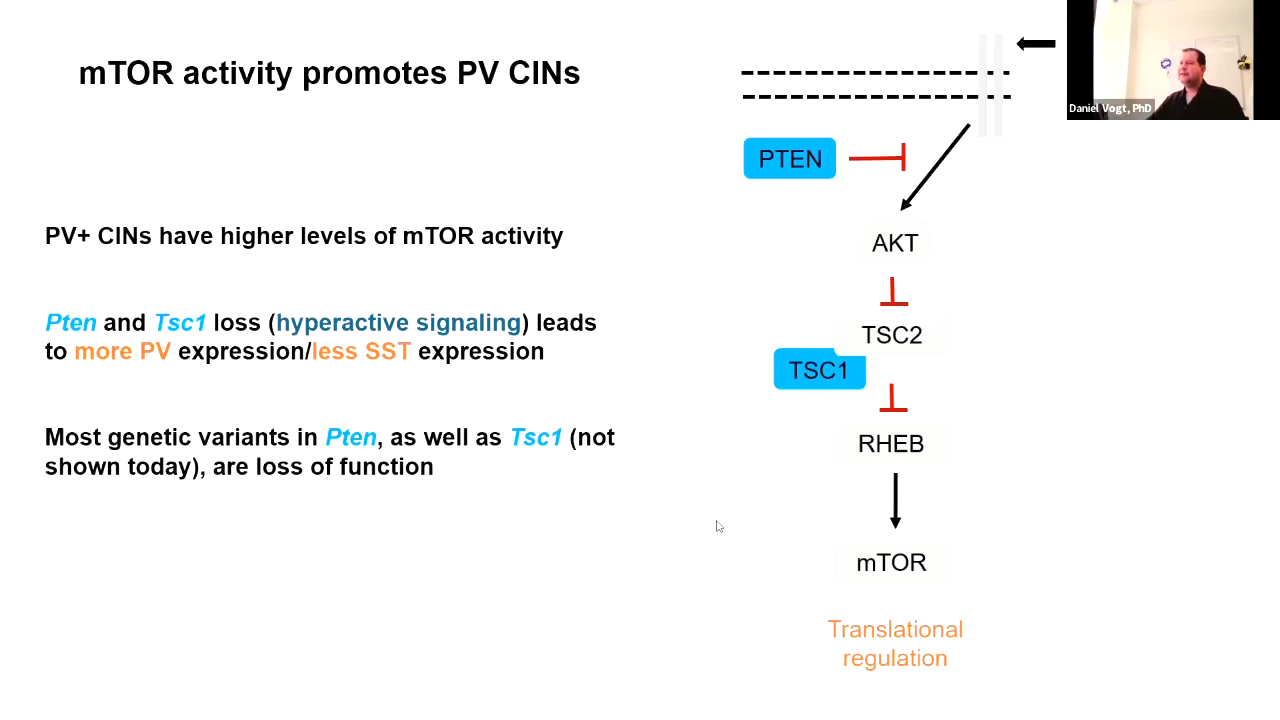 mTOR activity promotes PV CINs
Daniel Vogt, PhD
PTEN
PV+ CINs have higher levels of mTOR activity
AKT
Pten and Tsc1 loss (hyperactive signaling) leads
to more PV expression/less SST expression
TSC2
TSC1
Most genetic variants in Pten, as well as Tsc1 (not
shown today), are loss of function
RHEB
mTOR
Translational
regulation